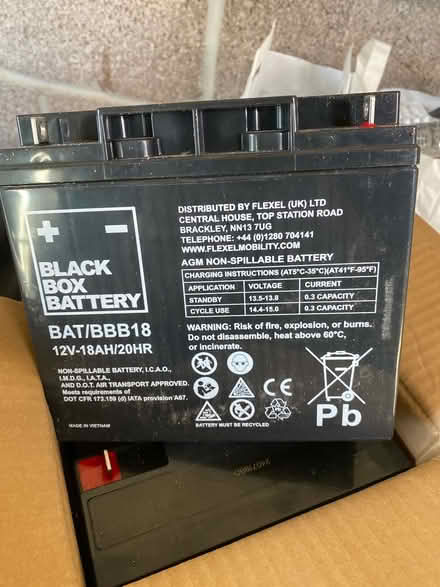 + -
BLACK
BOX
BATTERY
BAT/BBB18
12V-18AH/20HR
NON-SPILLABLE BATTERY, I.C.A.O.,
I.M.D.G., I.A.T.A.,
AND D.O.T. AIR TRANSPORT APPROVED.
Meets requirements of
DOT CFR 173.159 (d) IATA provision A67.
MADE IN VIETNAM
DISTRIBUTED BY FLEXEL (UK) LTD
CENTRAL HOUSE, TOP STATION ROAD
BRACKLEY, NN13 7UG
TELEPHONE: +44 (0)1280 704141
WWW.FLEXELMOBILITY.COM
AGM NON-SPILLABLE BATTERY
CHARGING INSTRUCTIONS (AT5°C-35°C)(AT41°F-95°F)
APPLICATION VOLTAGE CURRENT
STANDBY 13.5-13.8 0.3 CAPACITY
CYCLE USE 14.4-15.0 0.3 CAPACITY
WARNING: Risk of fire, explosion, or burns.
Do not disassemble, heat above 60°C,
or incinerate.
CE
Pb
BATTERY MUST BE RECYCLED